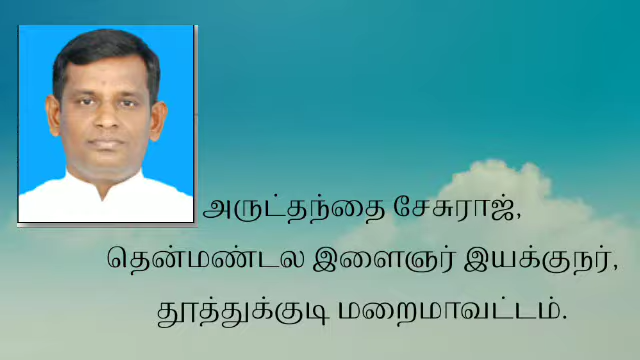 அருட்தந்தை சேசுராஜ்,
தென்மண்டல இளைஞர் இயக்குநர்,
தூத்துக்குடி மறைமாவட்டம்.